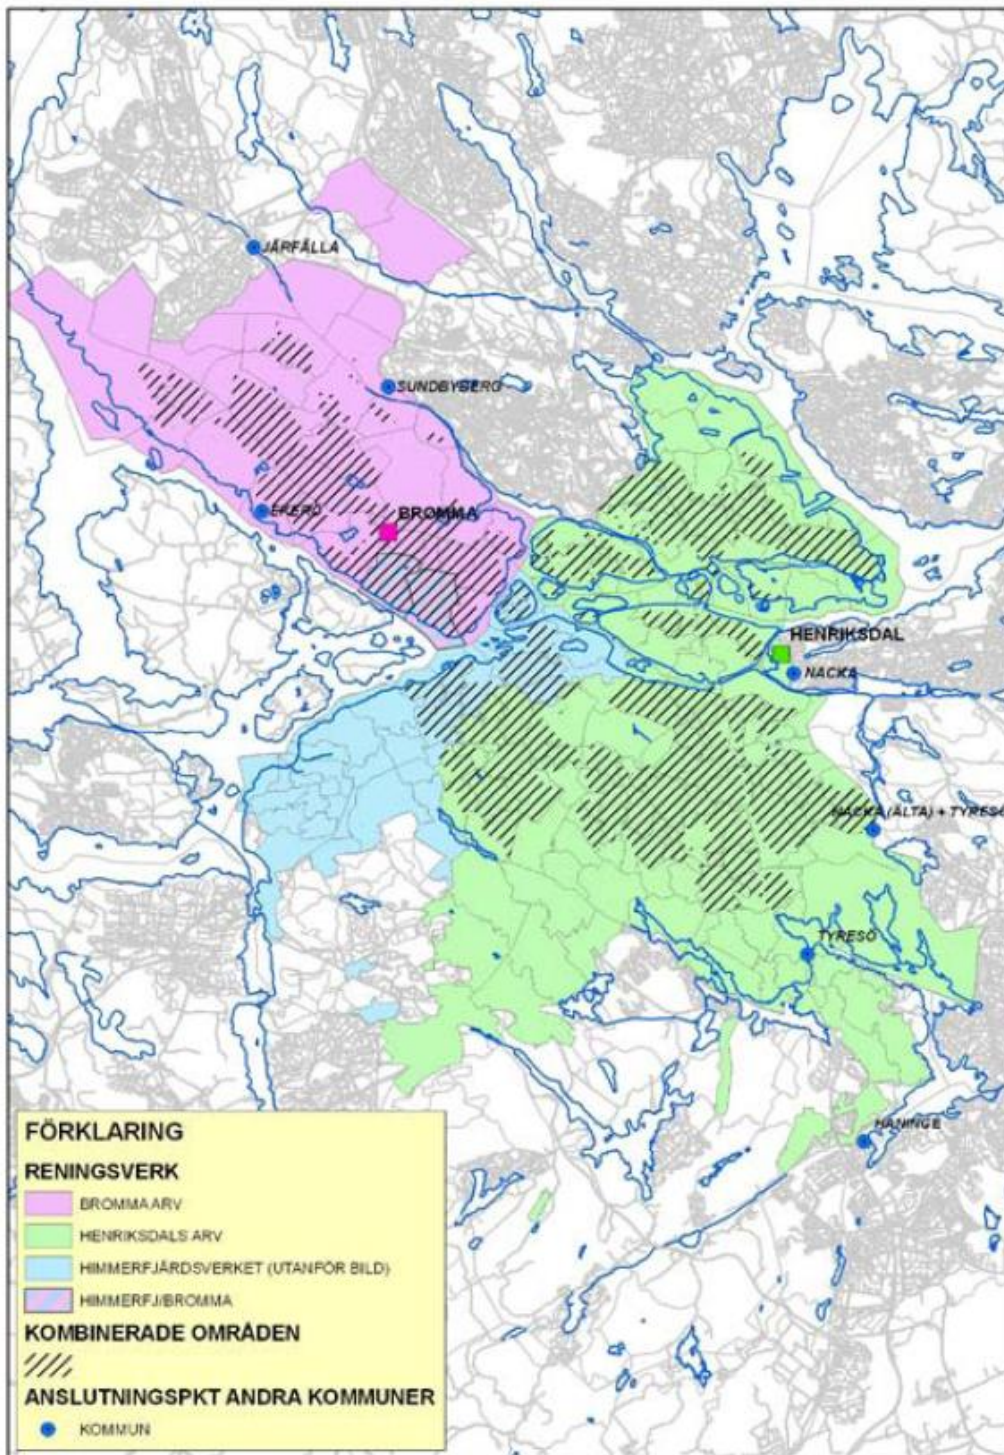 JÄRFÄLLA
SUNDBYBERG
EKERÖ
BROMMA
HENRIKSDAL
NACKA
NACKA (ÄLTA) + TYRESÖ
TYRESÖ
HANINGE
FÖRKLARING
RENINGSVERK
BROMMA ARV
HENRIKSDALS ARV
HIMMERFJÄRDSVERKET (UTANFÖR BILD)
HIMMERFJ/BROMMA
KOMBINERADE OMRÅDEN
ANSLUTNINGSPKT ANDRA KOMMUNER
KOMMUN